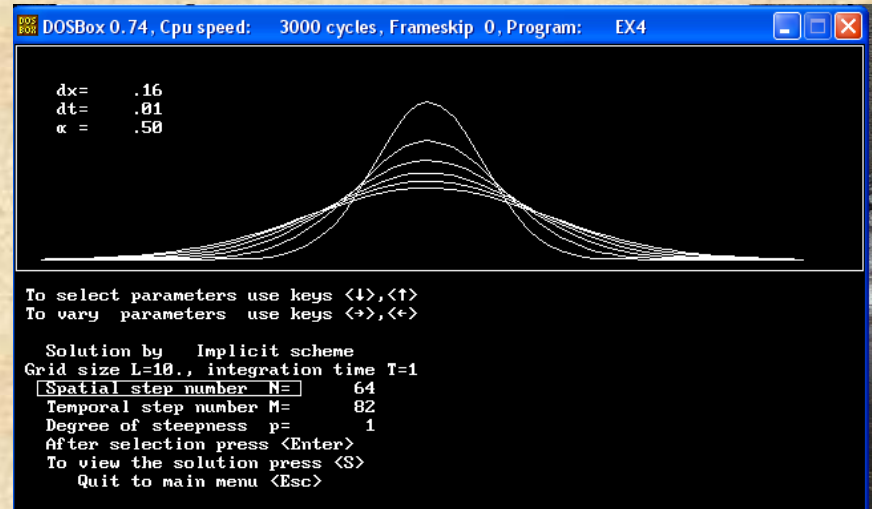 DOS BOX DOSBox 0.74, Cpu speed: 3000 cycles, Frameskip 0, Program: EX4
dx= .16
dt= .01
α = .50
To select parameters use keys <↓>,<↑>
To vary parameters use keys <→>,<←>
Solution by Implicit scheme
Grid size L=10., integration time T=1
Spatial step number N= 64
Temporal step number M= 82
Degree of steepness p= 1
After selection press <Enter>
To view the solution press <S>
Quit to main menu <Esc>